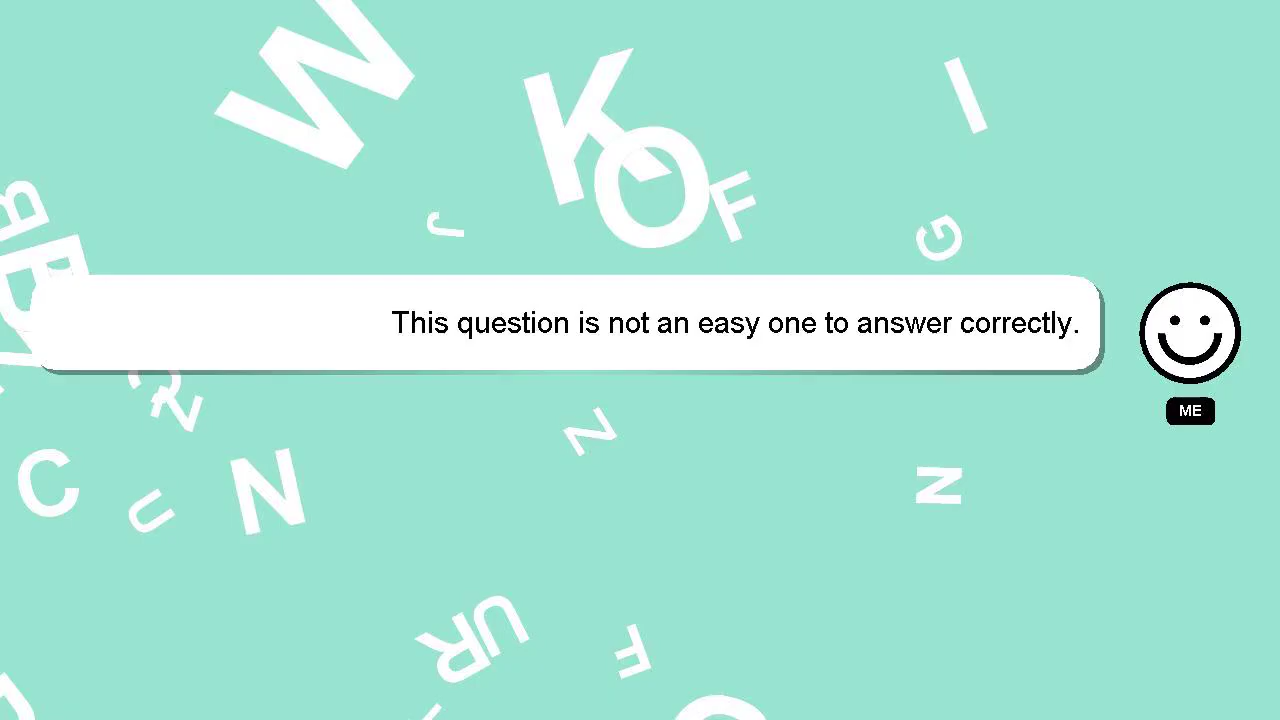 W
K
I
O
F
B
J
G
E
This question is not an easy one to answer correctly.
ME
Z
N
C
N
U
N
U
R
F